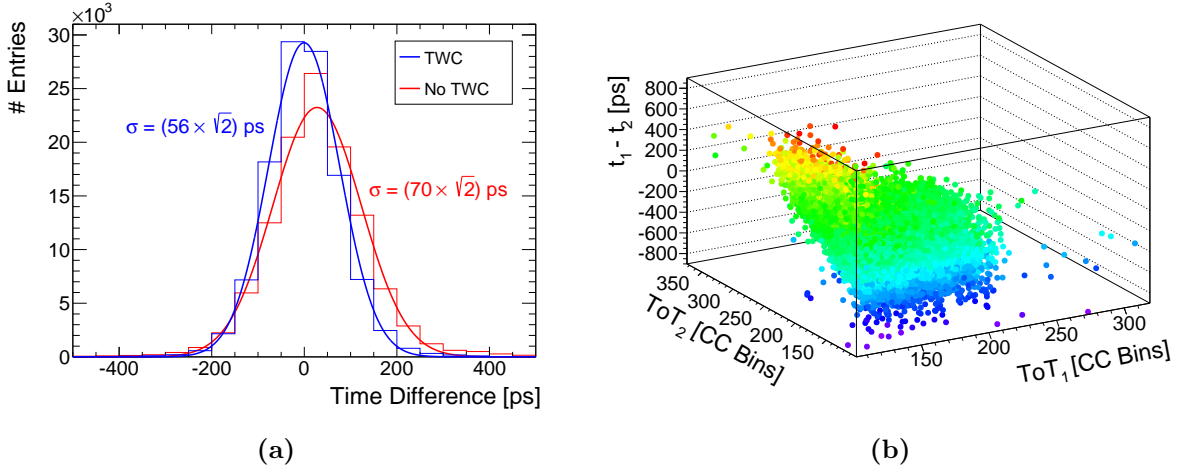 ×10³
# Entries
30
25
20
15
10
5
0
-400 -200 0 200 400
Time Difference [ps]
TWC
No TWC
σ = (56 × √2) ps
σ = (70 × √2) ps
(a)
t₁ - t₂ [ps]
800
600
400
200
0
-200
-400
-600
-800
350
300
250
200
150
ToT₂ [CC Bins]
150 200 250 300
ToT₁ [CC Bins]
(b)